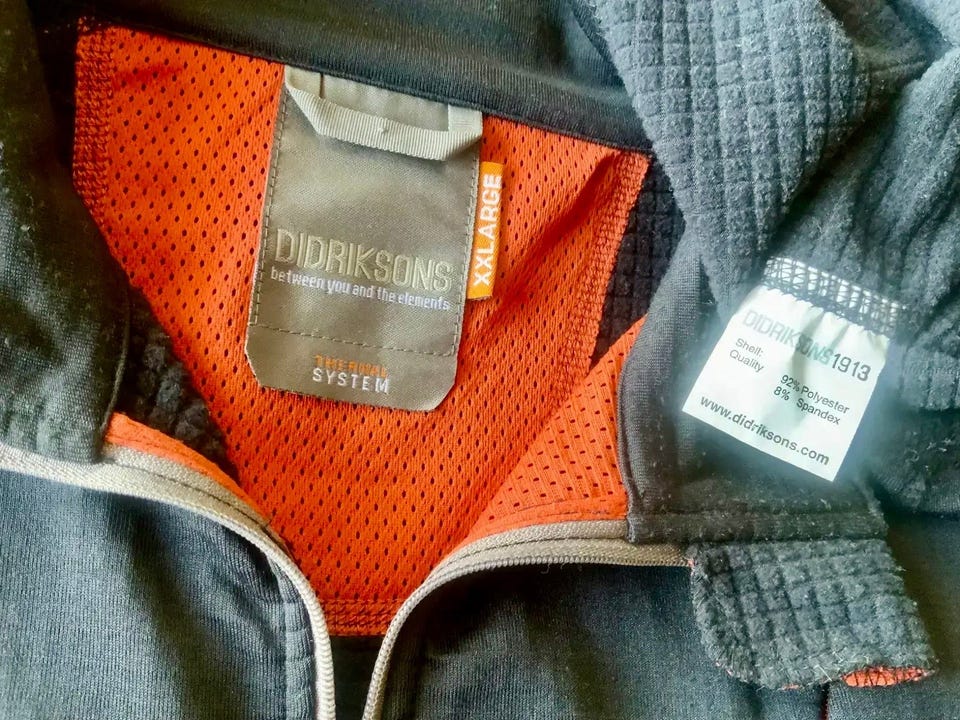 DIDRIKSONS
between you and the elements
THERMAL
SYSTEM
XXLARGE
DIDRIKSONS1913
Shell:
Quality
92% Polyester
8% Spandex
www.didriksons.com